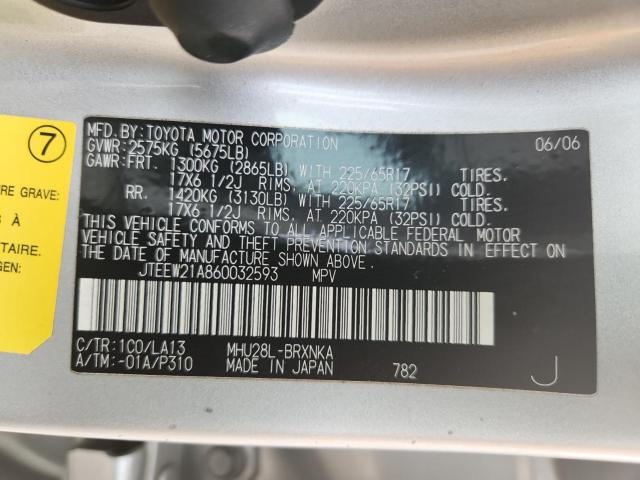 7
URE GRAVE:
S À
TAIRE.
GEN:
MFD.BY:TOYOTA MOTOR CORPORATION 06/06
GVWR:2575KG (5675LB)
GAWR:FRT. 1300KG (2865LB) WITH 225/65R17 TIRES.
17X6 1/2J RIMS. AT 220KPA (32PSI) COLD.
RR. 1420KG (3130LB) WITH 225/65R17 TIRES.
17X6 1/2J RIMS. AT 220KPA (32PSI) COLD.
THIS VEHICLE CONFORMS TO ALL APPLICABLE FEDERAL MOTOR
VEHICLE SAFETY AND THEFT PREVENTION STANDARDS IN EFFECT ON
THE DATE OF MANUFACTURE SHOWN ABOVE.
JTEEW21A860032593 MPV
C/TR:1C0/LA13 MHU28L-BRXNKA
A/TM:-01A/P310 MADE IN JAPAN 782
J